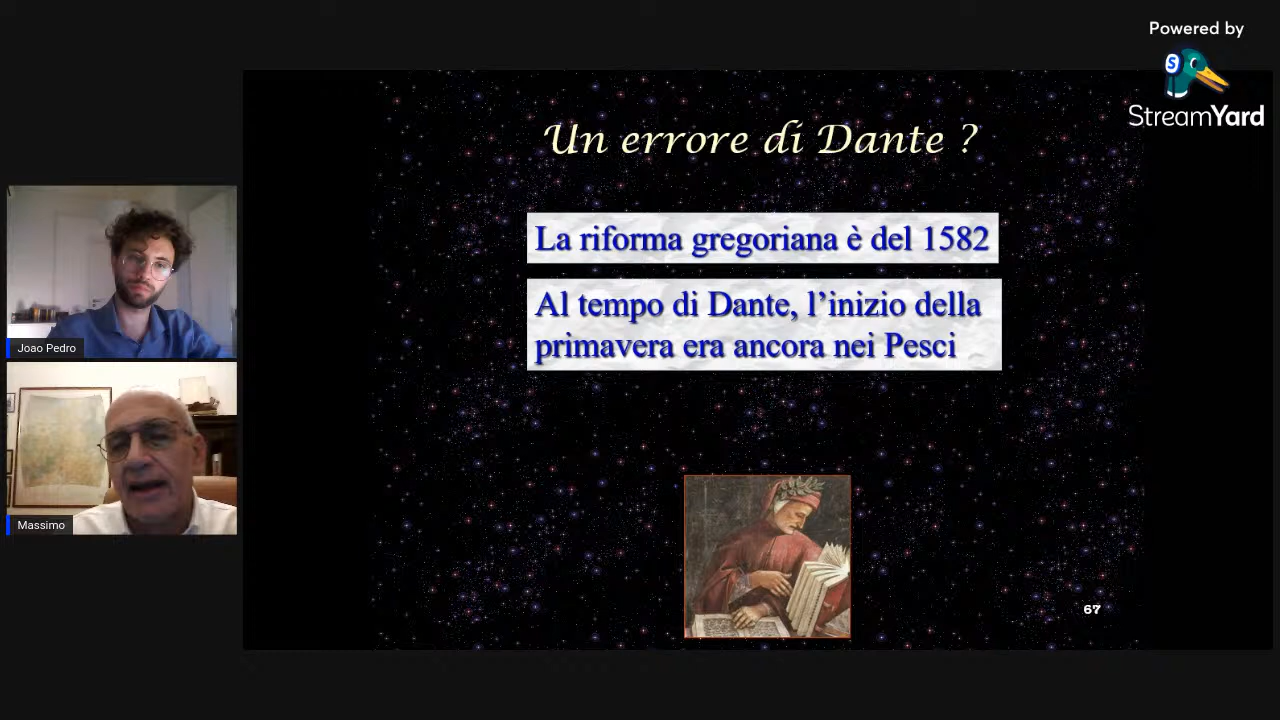 Powered by
S
StreamYard
Un errore di Dante ?
La riforma gregoriana è del 1582
Al tempo di Dante, l’inizio della
primavera era ancora nei Pesci
Joao Pedro
Massimo
67